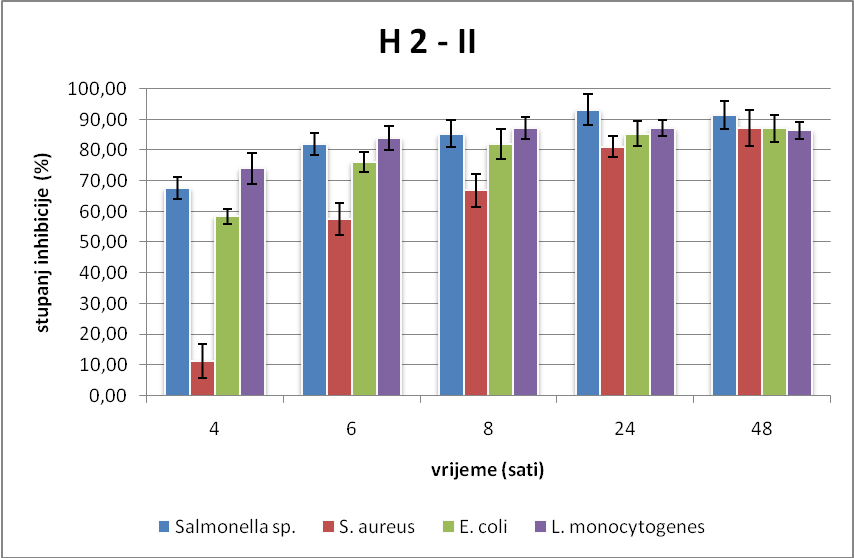 H 2 - II
stupanj inhibicije (%)
100,00
90,00
80,00
70,00
60,00
50,00
40,00
30,00
20,00
10,00
0,00
4 6 8 24 48
vrijeme (sati)
Salmonella sp. S. aureus E. coli L. monocytogenes